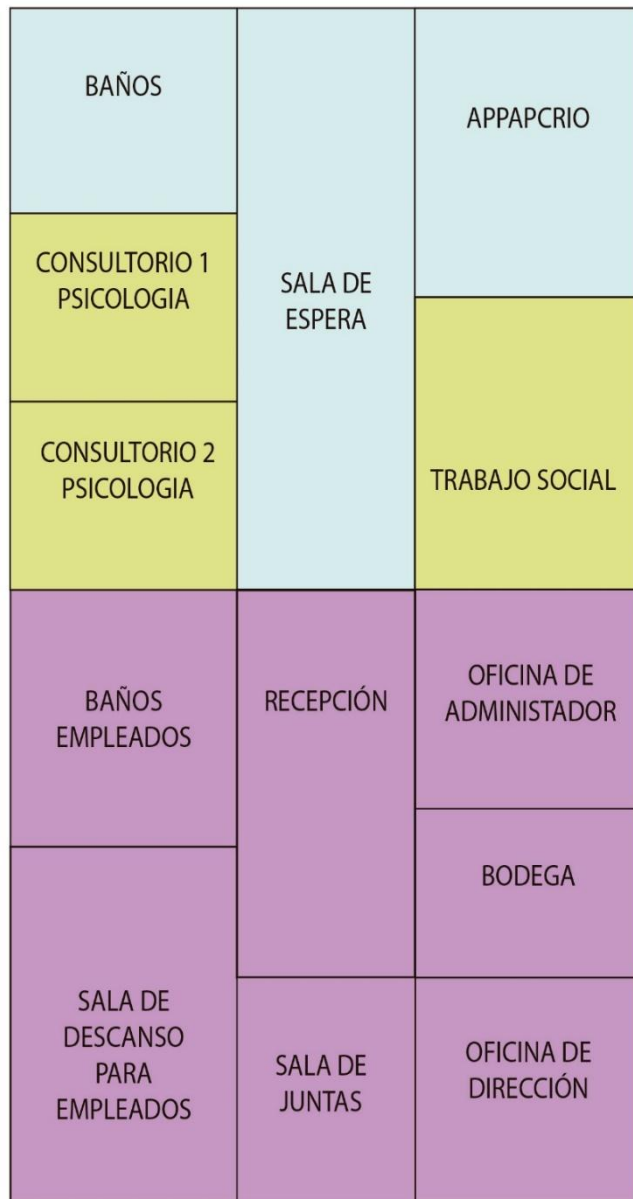 BAÑOS
APPAPCRIO
CONSULTORIO 1
PSICOLOGIA
SALA DE
ESPERA
CONSULTORIO 2
PSICOLOGIA
TRABAJO SOCIAL
BAÑOS
EMPLEADOS
RECEPCIÓN
OFICINA DE
ADMINISTADOR
BODEGA
SALA DE
DESCANSO
PARA
EMPLEADOS
SALA DE
JUNTAS
OFICINA DE
DIRECCIÓN